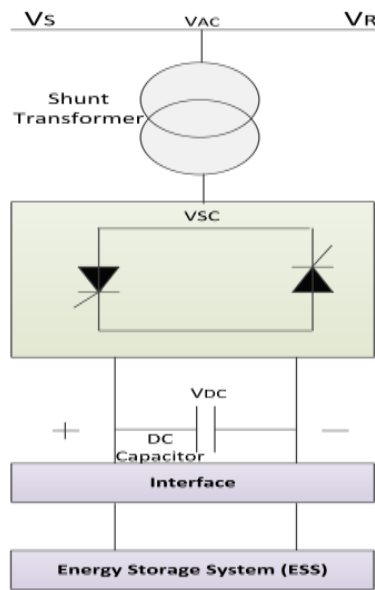 VS VAC VR
Shunt
Transformer
VSC
VDC
+ —
DC
Capacitor
Interface
Energy Storage System (ESS)